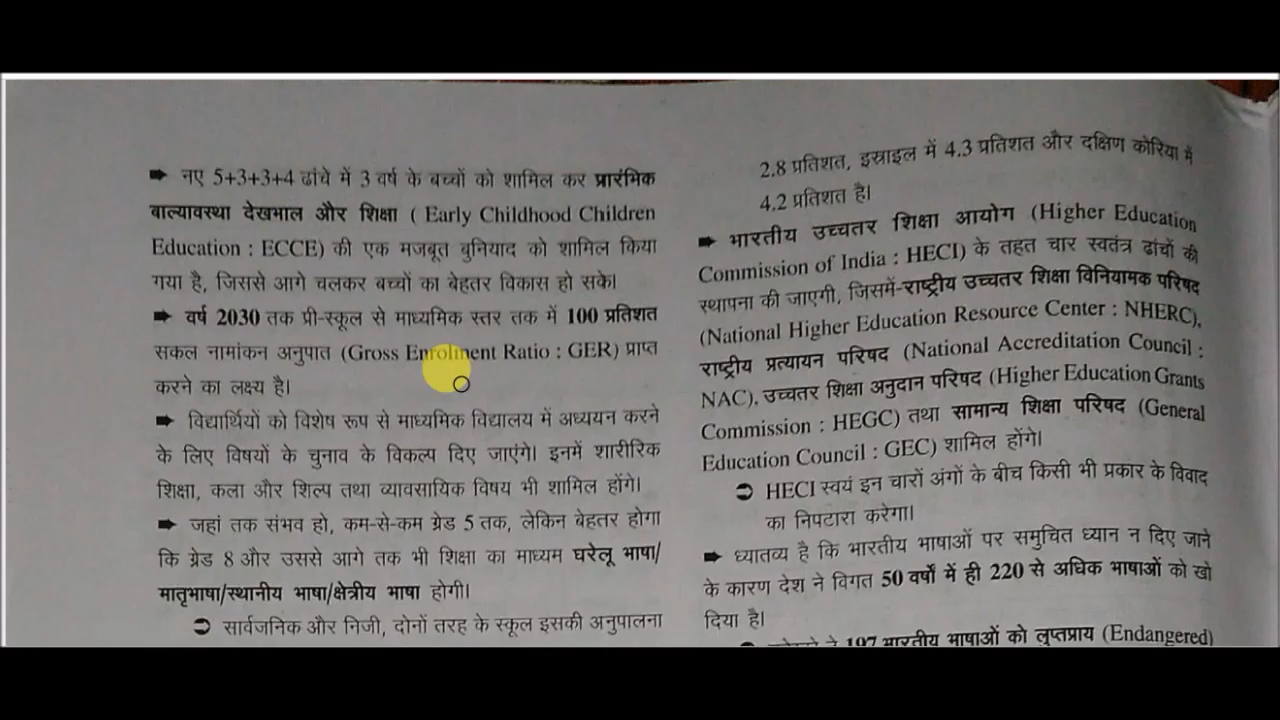 ➡ नए 5+3+3+4 ढांचे में 3 वर्ष के बच्चों को शामिल कर प्रारंमिक
बाल्यावस्था देखभाल और शिक्षा ( Early Childhood Children
Education : ECCE) की एक मजबूत बुनियाद को शामिल किया
गया है, जिससे आगे चलकर बच्चों का बेहतर विकास हो सके।
➡ वर्ष 2030 तक प्री-स्कूल से माध्यमिक स्तर तक में 100 प्रतिशत
सकल नामांकन अनुपात (Gross Enrolment Ratio : GER) प्राप्त
करने का लक्ष्य है।
➡ विद्यार्थियों को विशेष रूप से माध्यमिक विद्यालय में अध्ययन करने
के लिए विषयों के चुनाव के विकल्प दिए जाएंगे। इनमें शारीरिक
शिक्षा, कला और शिल्प तथा व्यावसायिक विषय भी शामिल होंगे।
➡ जहां तक संभव हो, कम-से-कम ग्रेड 5 तक, लेकिन बेहतर होगा
कि ग्रेड 8 और उससे आगे तक भी शिक्षा का माध्यम घरेलू भाषा/
मातृभाषा/स्थानीय भाषा/क्षेत्रीय भाषा होगी।
➲ सार्वजनिक और निजी, दोनों तरह के स्कूल इसकी अनुपालना
2.8 प्रतिशत, इस्राइल में 4.3 प्रतिशत और दक्षिण कोरिया में
4.2 प्रतिशत है।
➡ भारतीय उच्चतर शिक्षा आयोग (Higher Education
Commission of India : HECI) के तहत चार स्वतंत्र ढांचों की
स्थापना की जाएगी, जिसमें-राष्ट्रीय उच्चतर शिक्षा विनियामक परिषद
(National Higher Education Resource Center : NHERC),
राष्ट्रीय प्रत्यायन परिषद (National Accreditation Council :
NAC), उच्चतर शिक्षा अनुदान परिषद (Higher Education Grants
Commission : HEGC) तथा सामान्य शिक्षा परिषद (General
Education Council : GEC) शामिल होंगे।
➲ HECI स्वयं इन चारों अंगों के बीच किसी भी प्रकार के विवाद
का निपटारा करेगा।
➡ ध्यातव्य है कि भारतीय भाषाओं पर समुचित ध्यान न दिए जाने
के कारण देश ने विगत 50 वर्षों में ही 220 से अधिक भाषाओं को खो
दिया है।
197 भारतीय भाषाओं को लुप्तप्राय (Endangered)